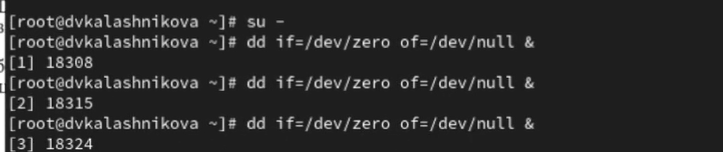 [root@dvkalashnikova ~]# su -
[root@dvkalashnikova ~]# dd if=/dev/zero of=/dev/null &
[1] 18308
[root@dvkalashnikova ~]# dd if=/dev/zero of=/dev/null &
[2] 18315
[root@dvkalashnikova ~]# dd if=/dev/zero of=/dev/null &
[3] 18324